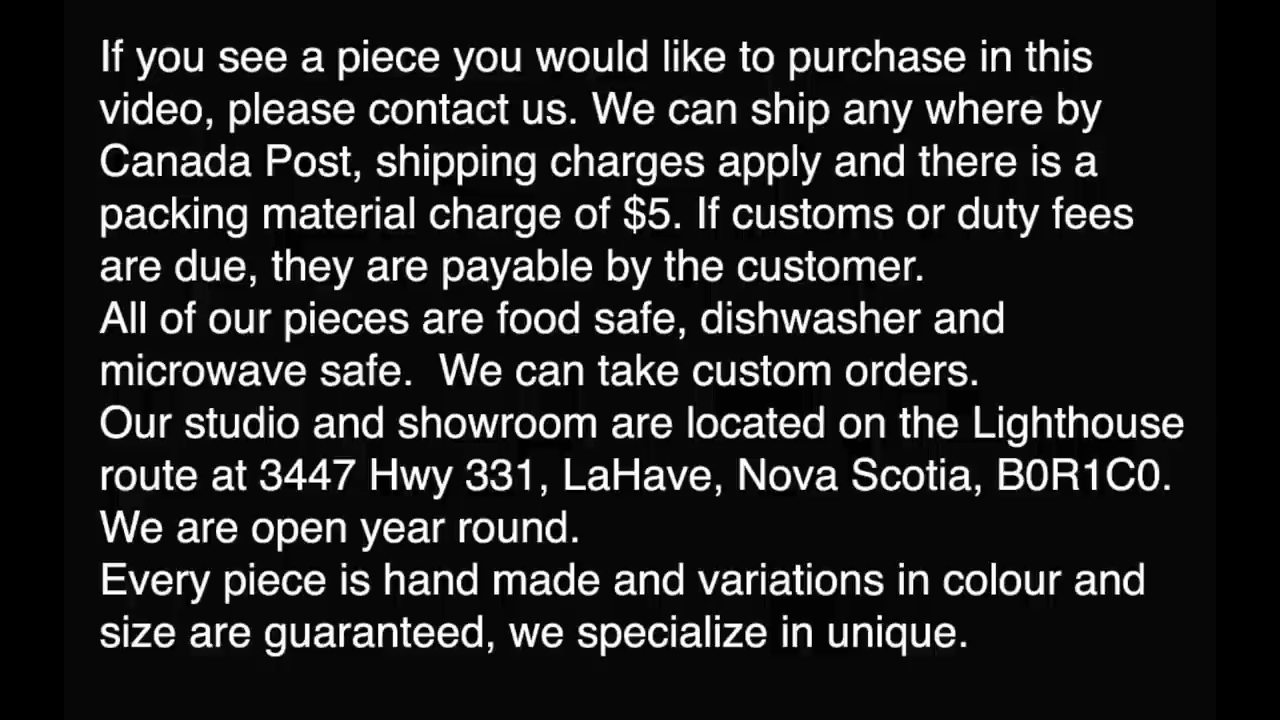 If you see a piece you would like to purchase in this
video, please contact us. We can ship any where by
Canada Post, shipping charges apply and there is a
packing material charge of $5. If customs or duty fees
are due, they are payable by the customer.
All of our pieces are food safe, dishwasher and
microwave safe.  We can take custom orders.
Our studio and showroom are located on the Lighthouse
route at 3447 Hwy 331, LaHave, Nova Scotia, B0R1C0.
We are open year round.
Every piece is hand made and variations in colour and
size are guaranteed, we specialize in unique.